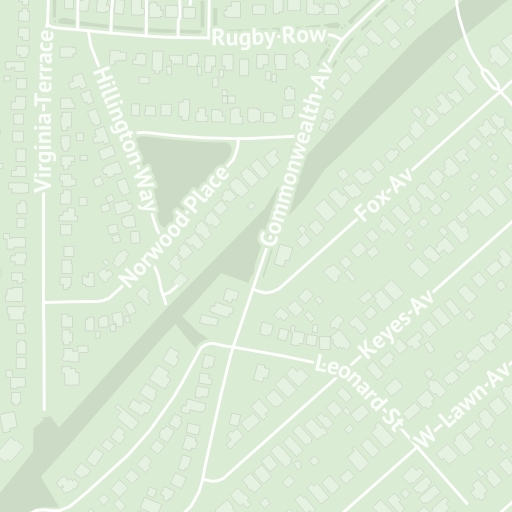 Rugby Row
Virginia Terrace
Hillington Way
Commonwealth Av
Norwood Place
Fox Av
Keyes Av
Leonard St
W Lawn Av